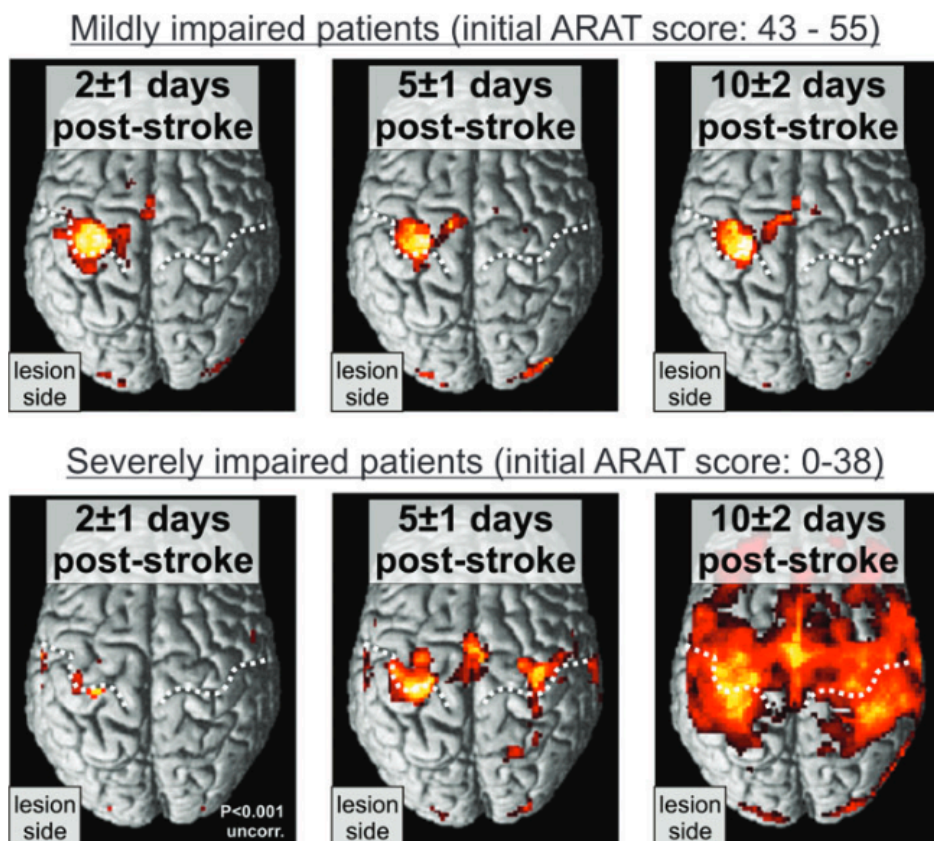 Mildly impaired patients (initial ARAT score: 43 - 55)
2±1 days
post-stroke
5±1 days
post-stroke
10±2 days
post-stroke
lesion
side
lesion
side
lesion
side
Severely impaired patients (initial ARAT score: 0-38)
2±1 days
post-stroke
5±1 days
post-stroke
10±2 days
post-stroke
lesion
side
P<0.001
uncorr.
lesion
side
lesion
side